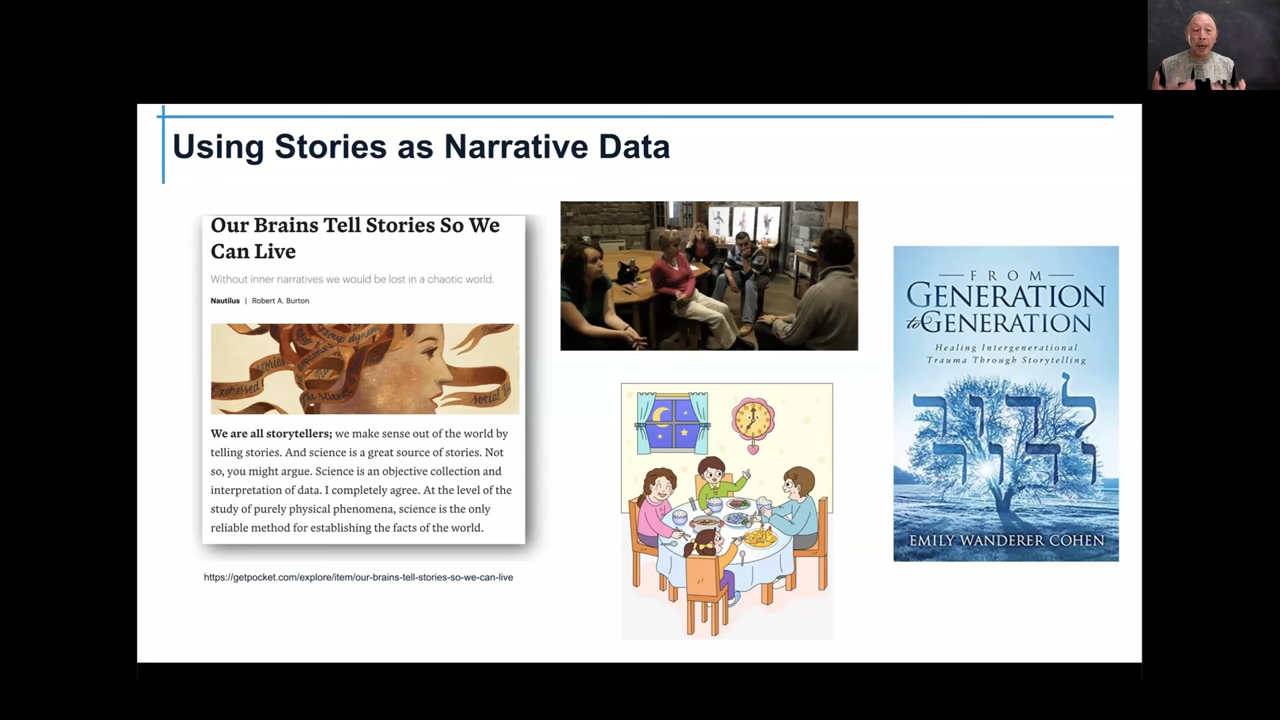 Using Stories as Narrative Data
Our Brains Tell Stories So We
Can Live
Without inner narratives we would be lost in a chaotic world.
Nautilus | Robert A. Burton
Expressed
stories
group dynamic
social
We are all storytellers; we make sense out of the world by
telling stories. And science is a great source of stories. Not
so, you might argue. Science is an objective collection and
interpretation of data. I completely agree. At the level of the
study of purely physical phenomena, science is the only
reliable method for establishing the facts of the world.
https://getpocket.com/explore/item/our-brains-tell-stories-so-we-can-live
FROM
GENERATION
to GENERATION
Healing Intergenerational
Trauma Through Storytelling
לדור
ודור
EMILY WANDERER COHEN